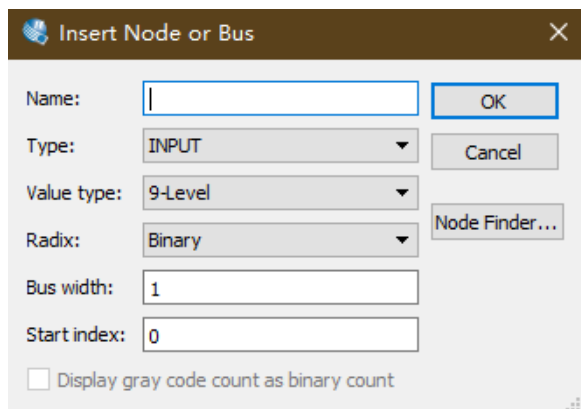 Insert Node or Bus
Name:
OK
Type: INPUT
Cancel
Value type: 9-Level
Node Finder...
Radix: Binary
Bus width: 1
Start index: 0
Display gray code count as binary count